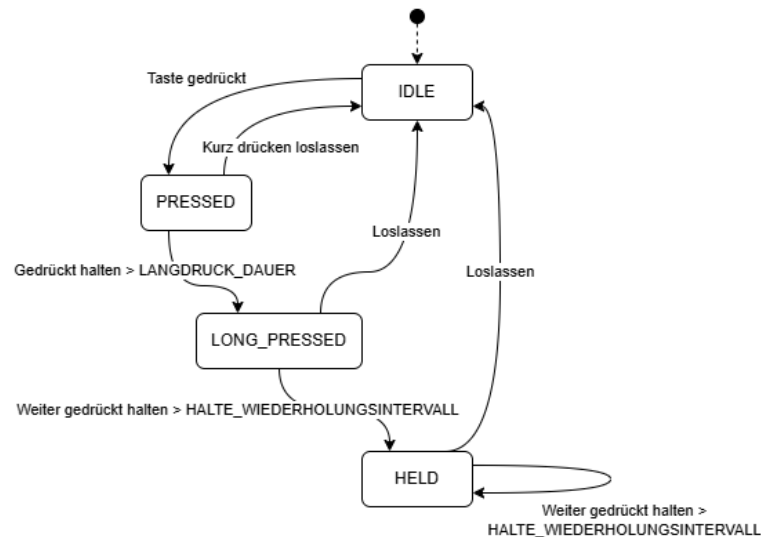 Taste gedrückt
IDLE
Kurz drücken loslassen
PRESSED
Loslassen
Gedrückt halten > LANGDRUCK_DAUER
Loslassen
LONG_PRESSED
Weiter gedrückt halten > HALTE_WIEDERHOLUNGSINTERVALL
HELD
Weiter gedrückt halten >
HALTE_WIEDERHOLUNGSINTERVALL